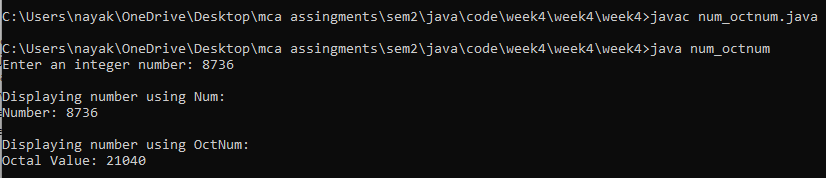 C:\Users\nayak\OneDrive\Desktop\mca assingments\sem2\java\code\week4\week4\week4>javac num_octnum.java
C:\Users\nayak\OneDrive\Desktop\mca assingments\sem2\java\code\week4\week4\week4>java num_octnum
Enter an integer number: 8736
Displaying number using Num:
Number: 8736
Displaying number using OctNum:
Octal Value: 21040